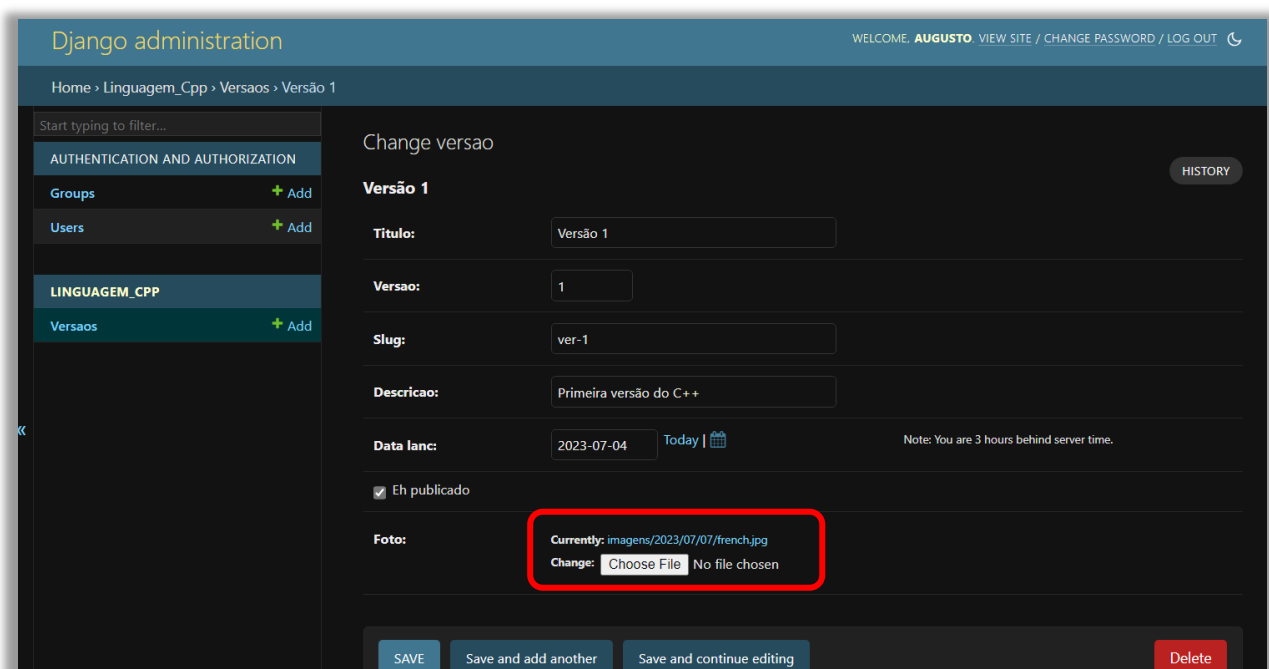 Django administration
WELCOME, AUGUSTO. VIEW SITE / CHANGE PASSWORD / LOG OUT
Home › Linguagem_Cpp › Versaos › Versão 1
Start typing to filter...
AUTHENTICATION AND AUTHORIZATION
Groups + Add
Users + Add
LINGUAGEM_CPP
Versaos + Add
«
Change versao
HISTORY
Versão 1
Titulo: Versão 1
Versao: 1
Slug: ver-1
Descricao: Primeira versão do C++
Data lanc: 2023-07-04 Today | Note: You are 3 hours behind server time.
Eh publicado
Foto: Currently: imagens/2023/07/07/french.jpg
Change: Choose File No file chosen
SAVE Save and add another Save and continue editing Delete